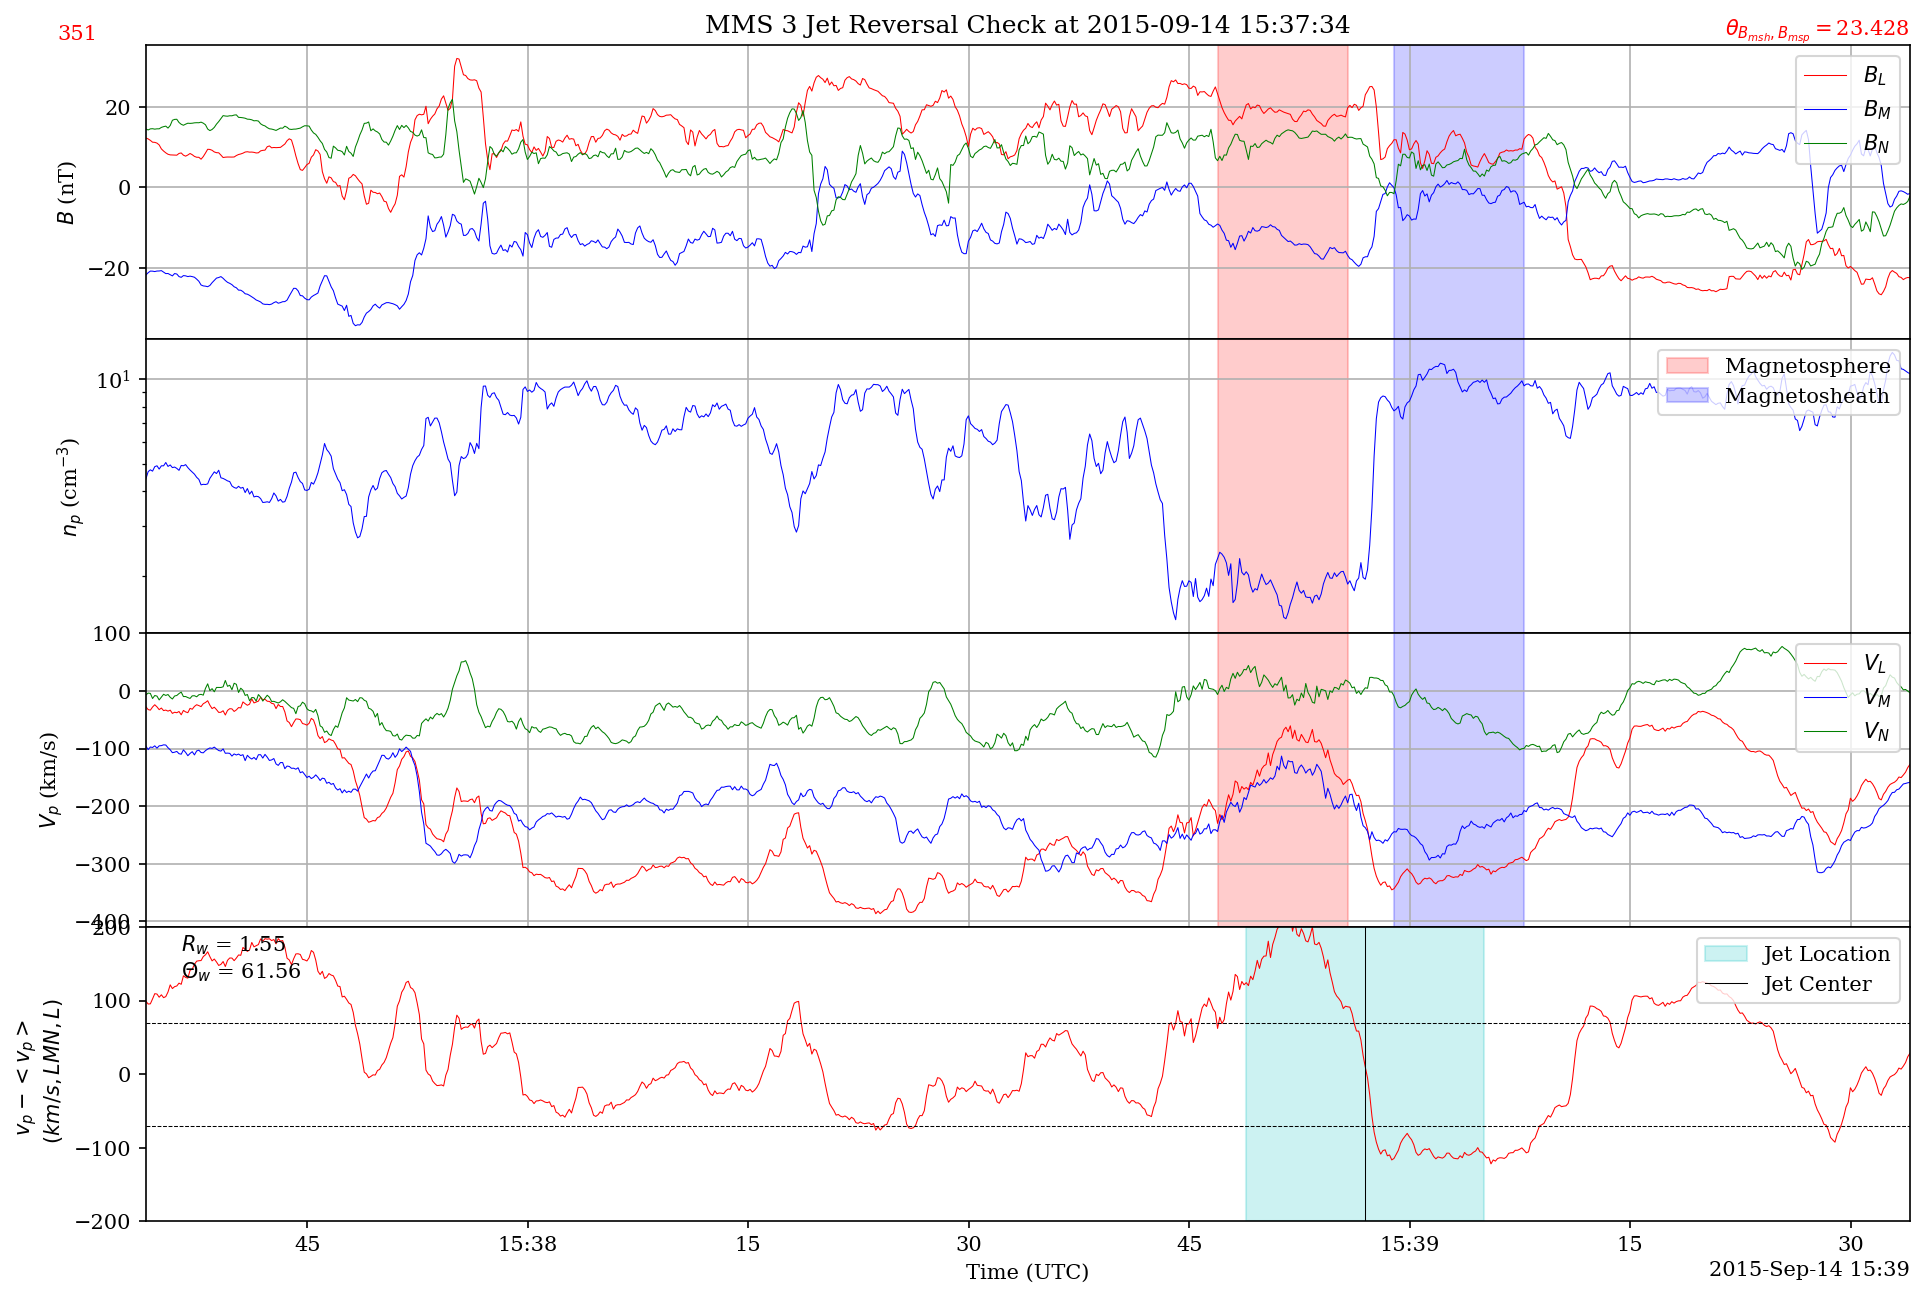 MMS 3 Jet Reversal Check at 2015-09-14 15:37:34
351
θ_{B_{msh}, B_{msp}} = 23.428
20
0
−20
B (nT)
B_L
B_M
B_N
10^1
n_p (cm^{−3})
Magnetosphere
Magnetosheath
100
0
−100
−200
−300
−400
V_p (km/s)
V_L
V_M
V_N
200
100
0
−100
−200
v_p − < v_p >
(km/s, LMN, L)
R_w = 1.55
Θ_w = 61.56
Jet Location
Jet Center
45
15:38
15
30
45
15:39
15
30
Time (UTC)
2015-Sep-14 15:39